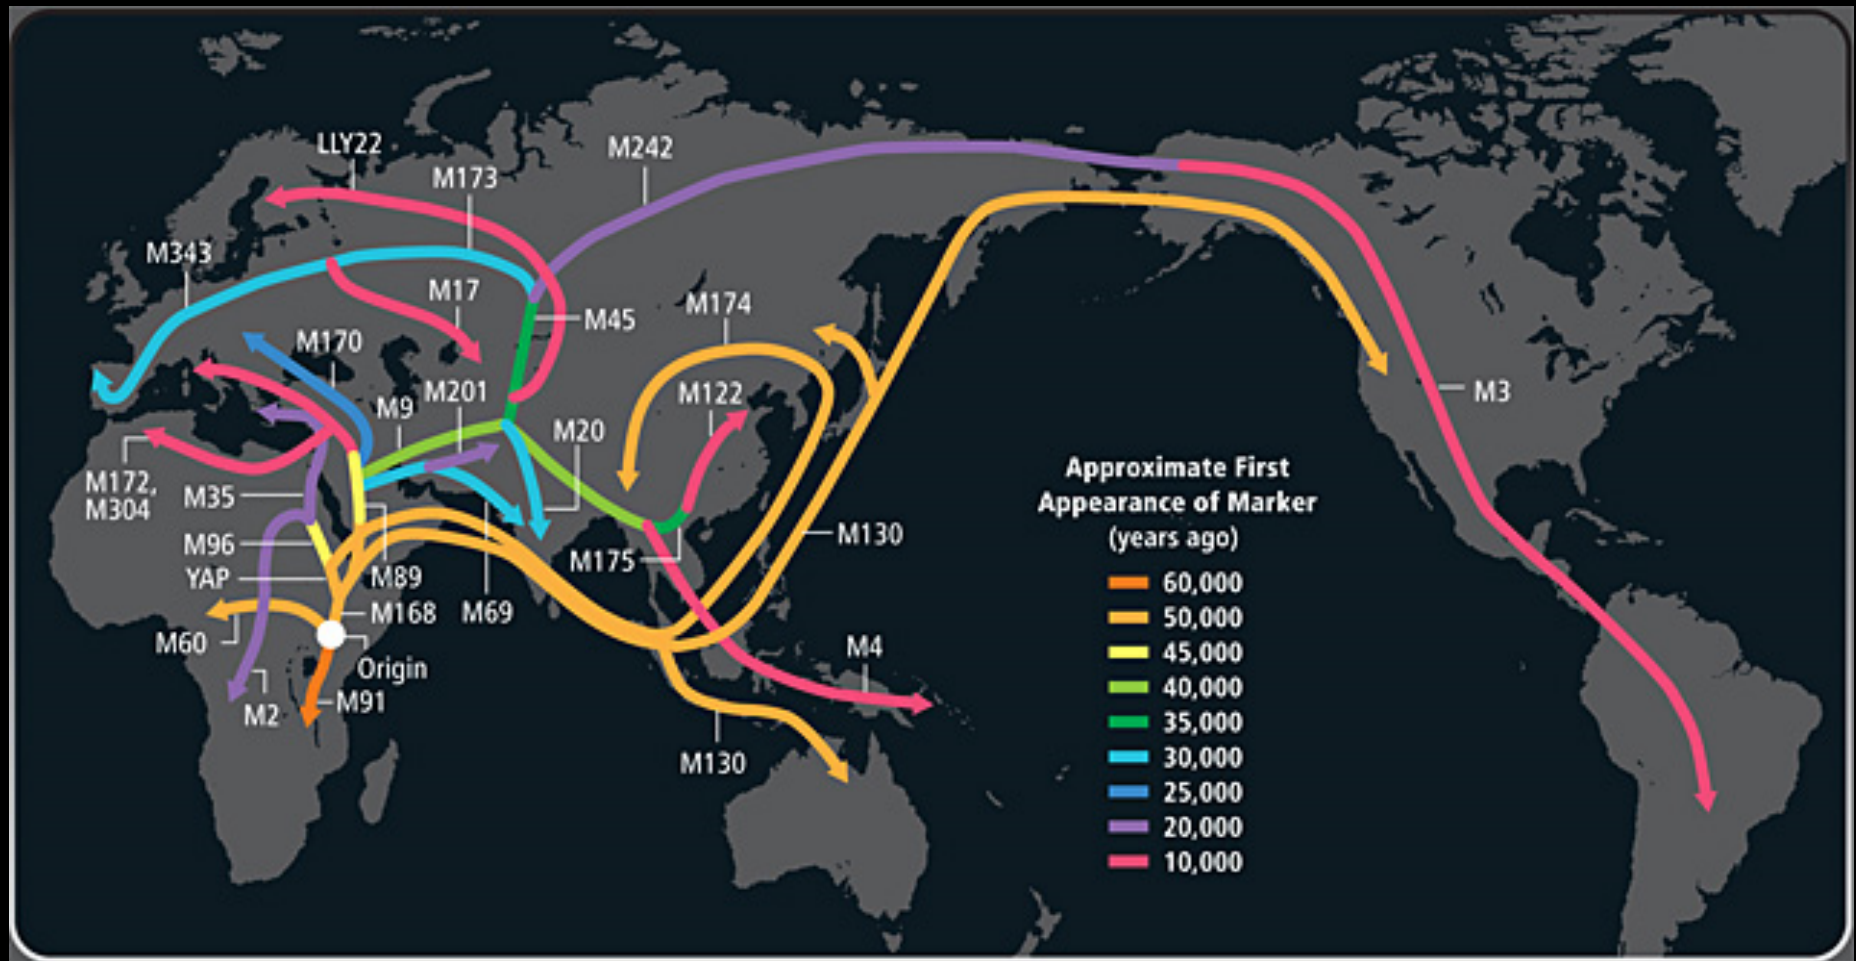 LLY22
M242
M173
M343
M17
M174
M45
M170
M122
M201
M9
M3
M20
M172,
M304
M35
M130
M96
M175
YAP
M89
M168
M69
M60
M4
Origin
M91
M2
M130
Approximate First
Appearance of Marker
(years ago)
60,000
50,000
45,000
40,000
35,000
30,000
25,000
20,000
10,000